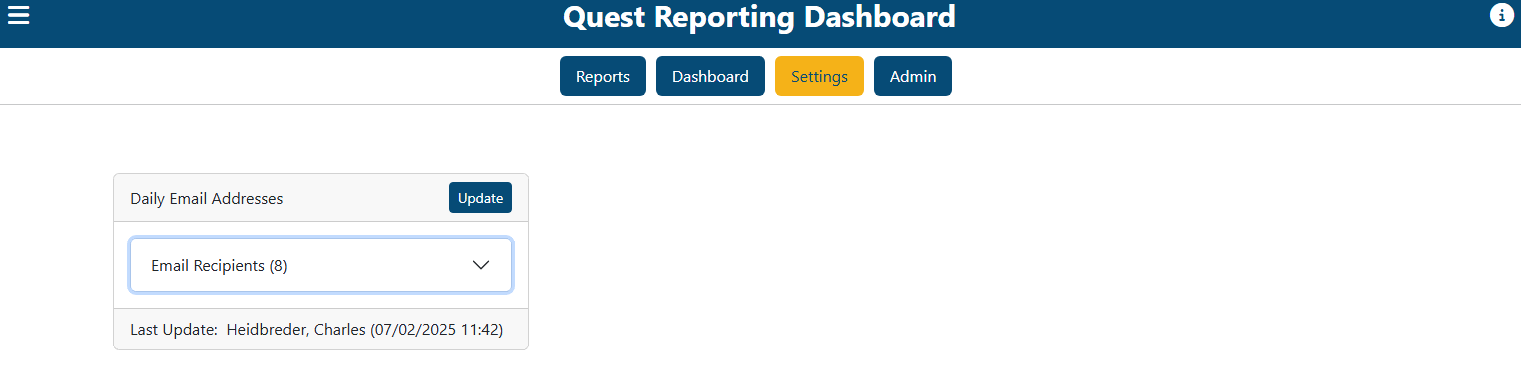 Quest Reporting Dashboard
Reports Dashboard Settings Admin
Daily Email Addresses Update
Email Recipients (8)
Last Update: Heidbreder, Charles (07/02/2025 11:42)